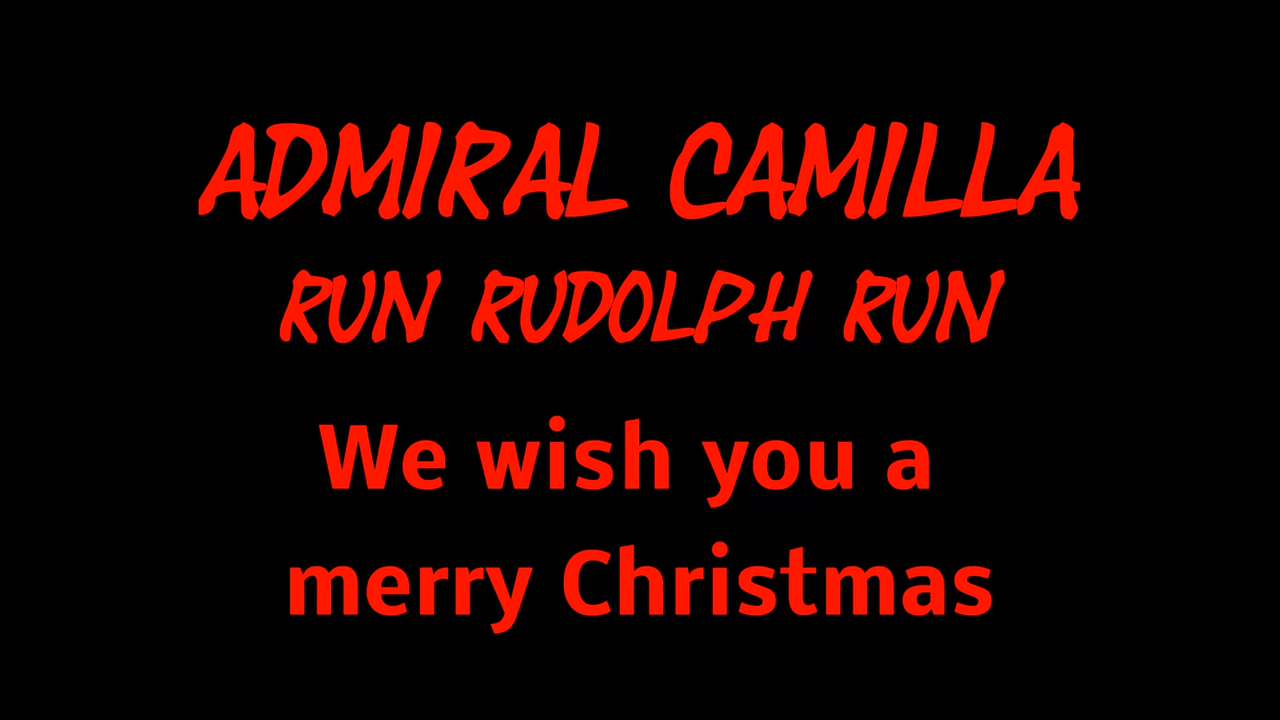 ADMIRAL CAMILLA
RUN RUDOLPH RUN
We wish you a
merry Christmas